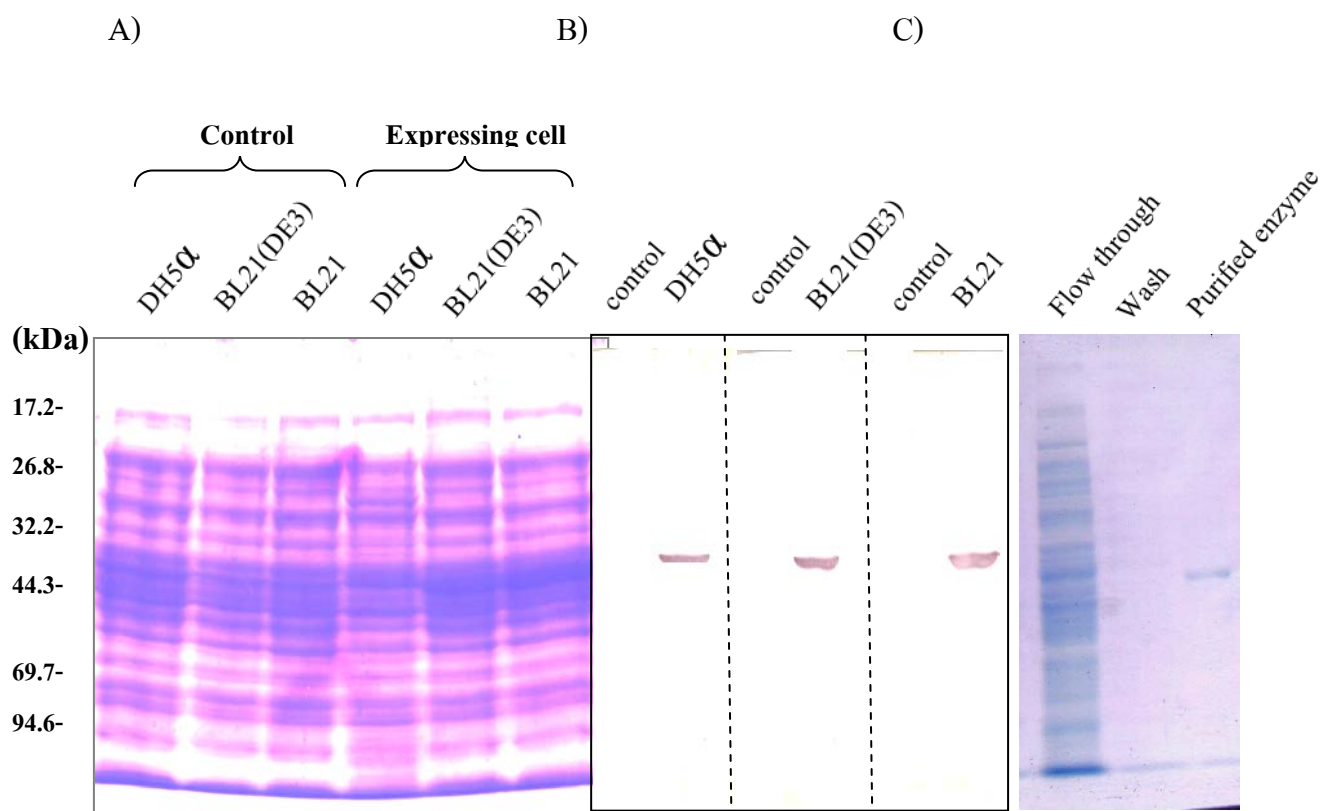 A) B) C)
Control Expressing cell
DH5α BL21(DE3) BL21 DH5α BL21(DE3) BL21 control DH5α control BL21(DE3) control BL21 Flow through Wash Purified enzyme
(kDa)
17.2-
26.8-
32.2-
44.3-
69.7-
94.6-